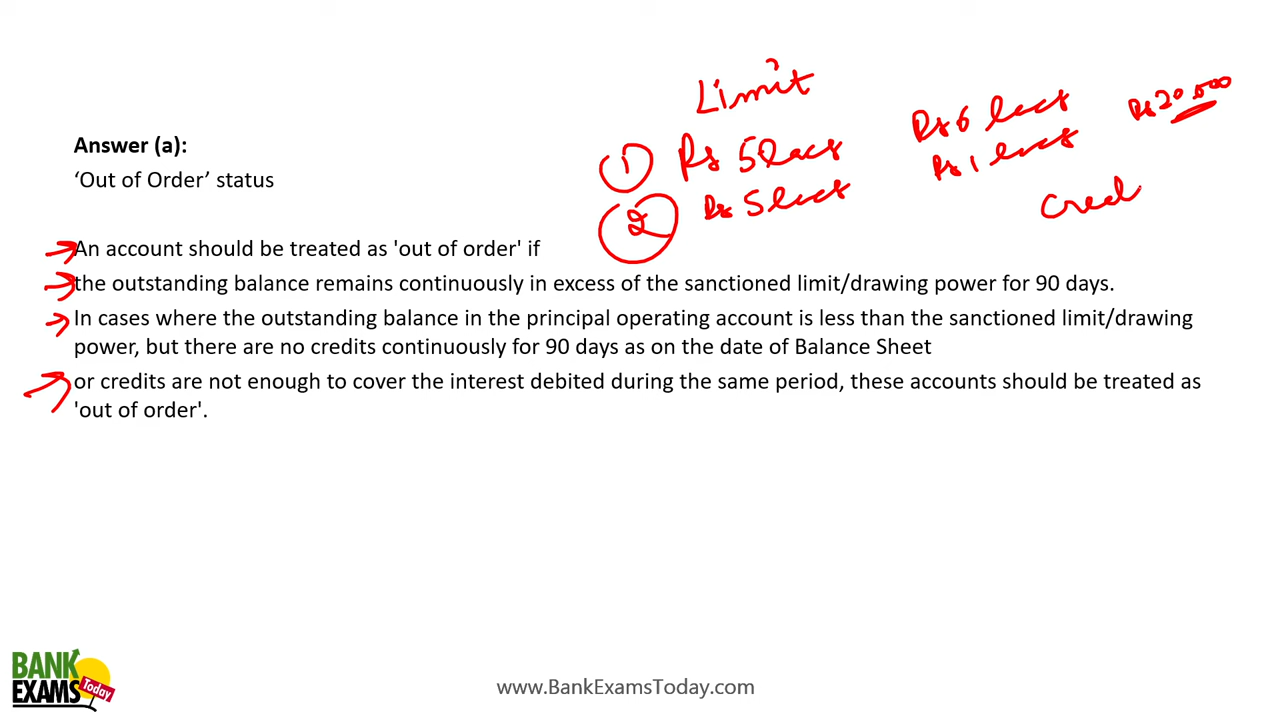 Limit
① Rs 5 lacs Rs 6 lacs Rs 20,000
② Rs 5 lacs Rs 1 lacs
Cred
Answer (a):
‘Out of Order’ status
An account should be treated as 'out of order' if
the outstanding balance remains continuously in excess of the sanctioned limit/drawing power for 90 days.
In cases where the outstanding balance in the principal operating account is less than the sanctioned limit/drawing
power, but there are no credits continuously for 90 days as on the date of Balance Sheet
or credits are not enough to cover the interest debited during the same period, these accounts should be treated as
'out of order'.
BANK
EXAMS Today
www.BankExamsToday.com